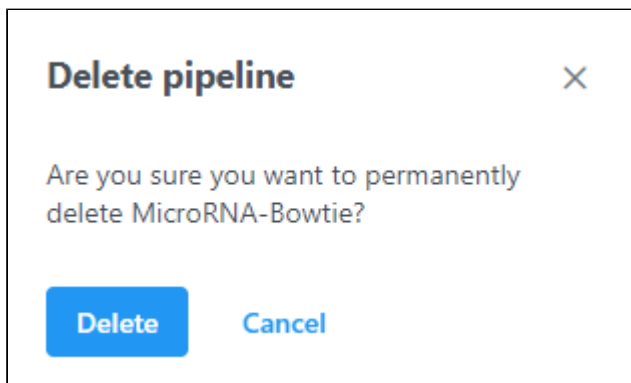 Delete pipeline
Are you sure you want to permanently
delete MicroRNA-Bowtie?
Delete Cancel